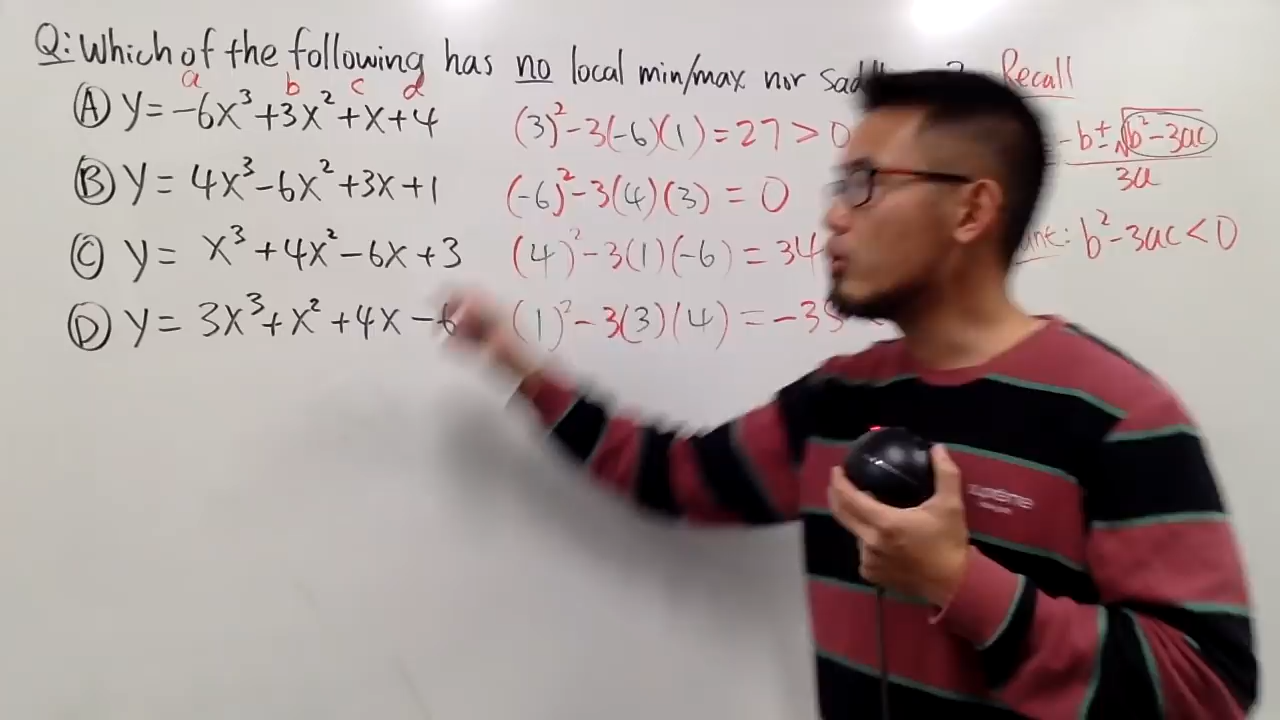 Q: Which of the following has no local min/max nor
a b c d
Ⓐ y = -6x³ + 3x² + x + 4 (3)² - 3(-6)(1) = 27 > 0
Ⓑ y = 4x³ - 6x² + 3x + 1 (-6)² - 3(4)(3) = 0
Ⓒ y = x³ + 4x² - 6x + 3 (4)² - 3(1)(-6) = 34
Ⓓ y = 3x³ + x² + 4x - 6 (1)² - 3(3)(4) =
Recall
-b ± √(b² - 3ac)
3a
b² - 3ac < 0
supreme